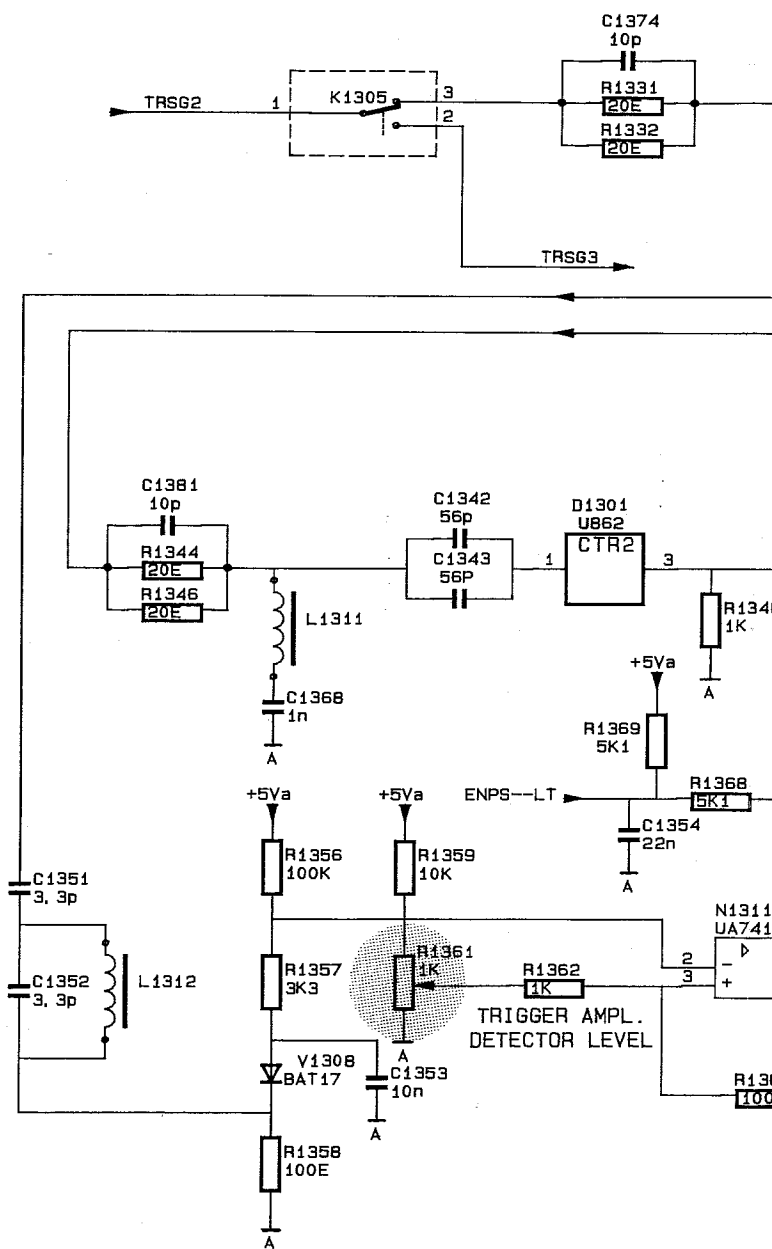 C1374
10p
R1331
20E
R1332
20E
TRSG2
1
K1305
3
2
TRSG3
C1381
10p
R1344
20E
R1346
20E
L1311
C1368
1n
A
C1342
56p
C1343
56P
D1301
U862
CTR2
1
3
1K
A
+5Va
R1369
5K1
ENPS--LT
R1368
5K1
C1354
22n
A
+5Va
R1356
100K
+5Va
R1359
10K
C1351
3.3p
C1352
3.3p
L1312
R1357
3K3
R1361
1K
A
R1362
1K
TRIGGER AMPL.
DETECTOR LEVEL
N1311
UA741
2
3
-
+
V1308
BAT17
C1353
10n
A
R1358
100E
A
100